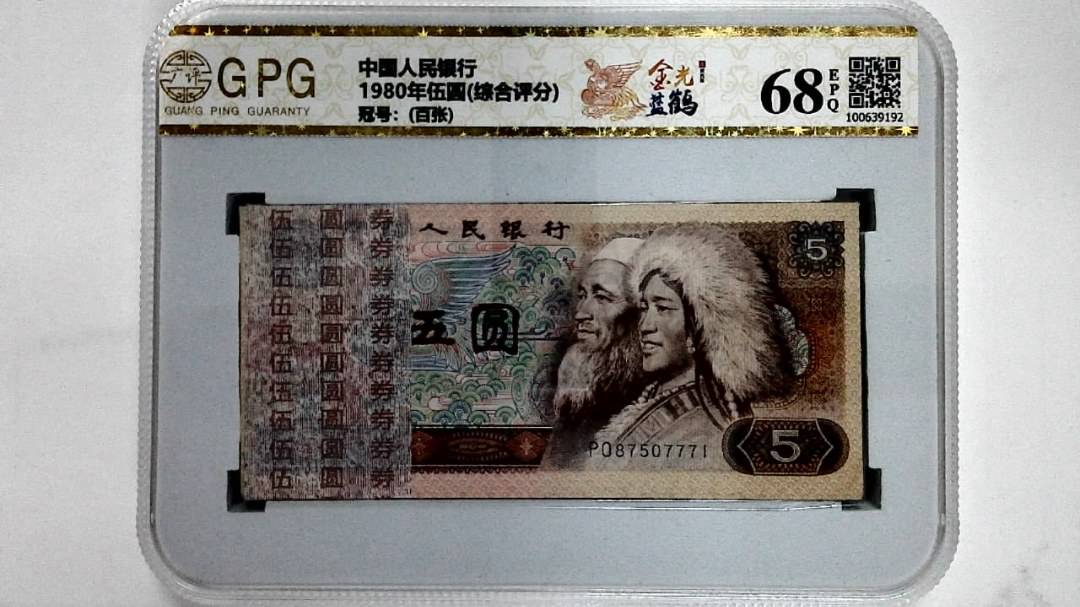 GPG
GUANG PING GUARANTY
中国人民银行
1980年伍圆(综合评分)
冠号：(百张)
金光
蓝鹤
68
EPQ
100639192
人民银行
5
伍圆券
伍圆券
伍圆券
伍圆券
伍圆券
伍圆券
伍圆券
伍圆券
伍圆券
伍圆券
五圆
PQ87507771
5